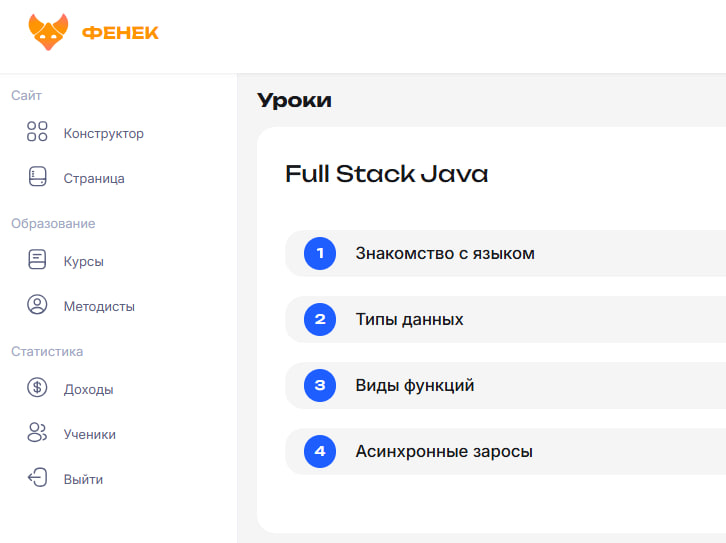 ФЕНЕК
Сайт
Конструктор
Страница
Образование
Курсы
Методисты
Статистика
Доходы
Ученики
Выйти
Уроки
Full Stack Java
1 Знакомство с языком
2 Типы данных
3 Виды функций
4 Асинхронные заросы